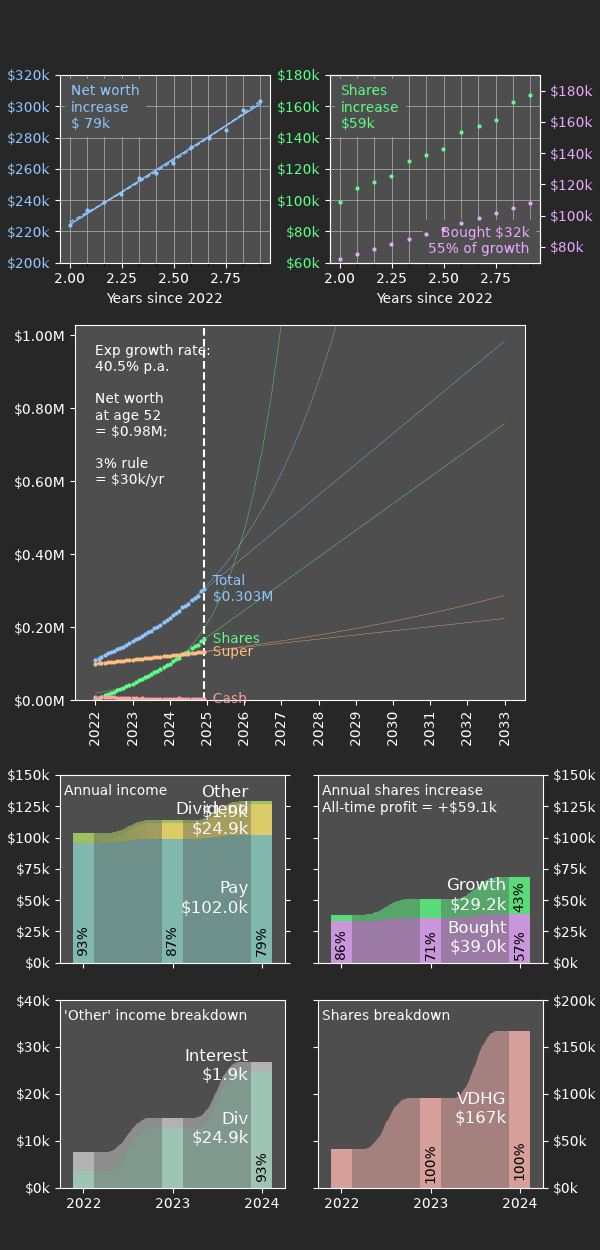 $320k
$300k
$280k
$260k
$240k
$220k
$200k
Net worth
increase
$ 79k
2.00
2.25
2.50
2.75
Years since 2022
$180k
$160k
$140k
$120k
$100k
$80k
$60k
Shares
increase
$59k
Bought $32k
55% of growth
$180k
$160k
$140k
$120k
$100k
$80k
2.00
2.25
2.50
2.75
Years since 2022
$1.00M
$0.80M
$0.60M
$0.40M
$0.20M
$0.00M
Exp growth rate:
40.5% p.a.
Net worth
at age 52
= $0.98M;
3% rule
= $30k/yr
Total
$0.303M
Shares
Super
Cash
2022
2023
2024
2025
2026
2027
2028
2029
2030
2031
2032
2033
$150k
$125k
$100k
$75k
$50k
$25k
$0k
Annual income
Other
$1.9k
Dividend
$24.9k
Pay
$102.0k
93%
87%
79%
Annual shares increase
All-time profit = +$59.1k
Growth
$29.2k
Bought
$39.0k
86%
71%
43%
57%
$150k
$125k
$100k
$75k
$50k
$25k
$0k
$40k
$30k
$20k
$10k
$0k
'Other' income breakdown
Interest
$1.9k
Div
$24.9k
93%
2022
2023
2024
Shares breakdown
VDHG
$167k
100%
100%
$200k
$150k
$100k
$50k
$0k
2022
2023
2024